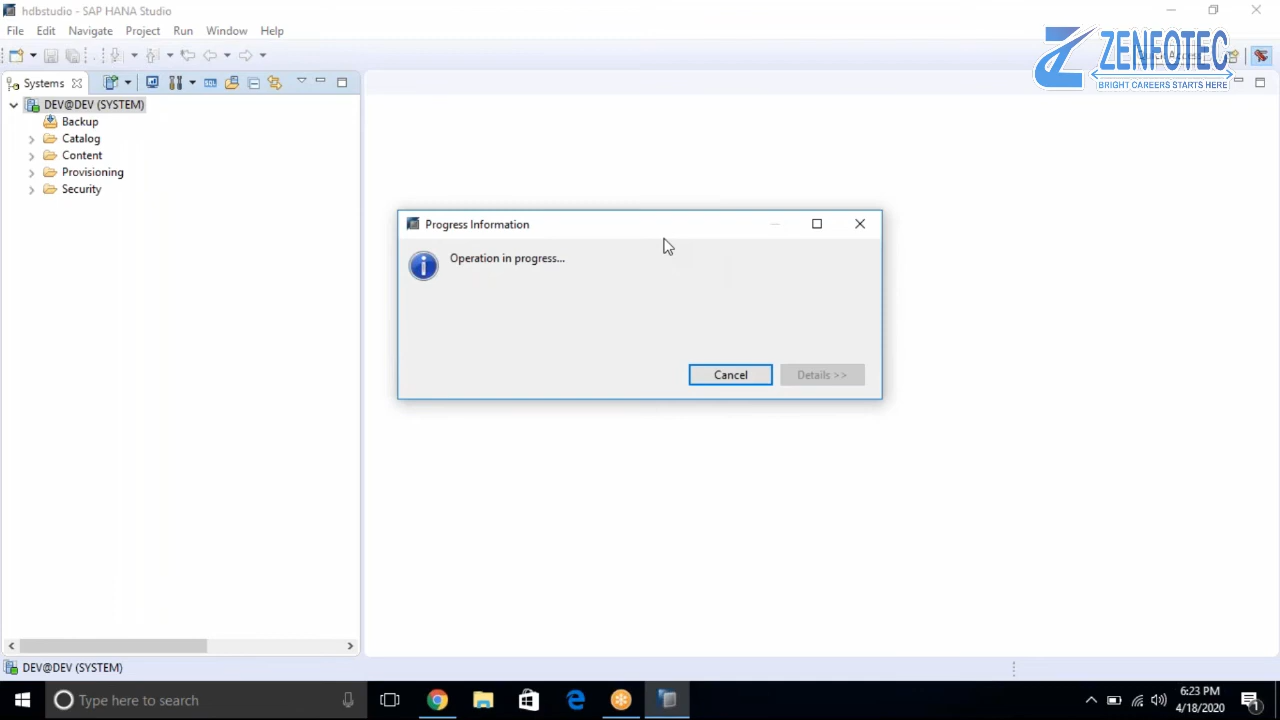 hdbstudio - SAP HANA Studio
File Edit Navigate Project Run Window Help
ZENFOTEC
BRIGHT CAREERS STARTS HERE
Systems
DEV@DEV (SYSTEM)
Backup
Catalog
Content
Provisioning
Security
Progress Information
Operation in progress...
Cancel Details >>
DEV@DEV (SYSTEM)
Type here to search
6:23 PM
4/18/2020
1